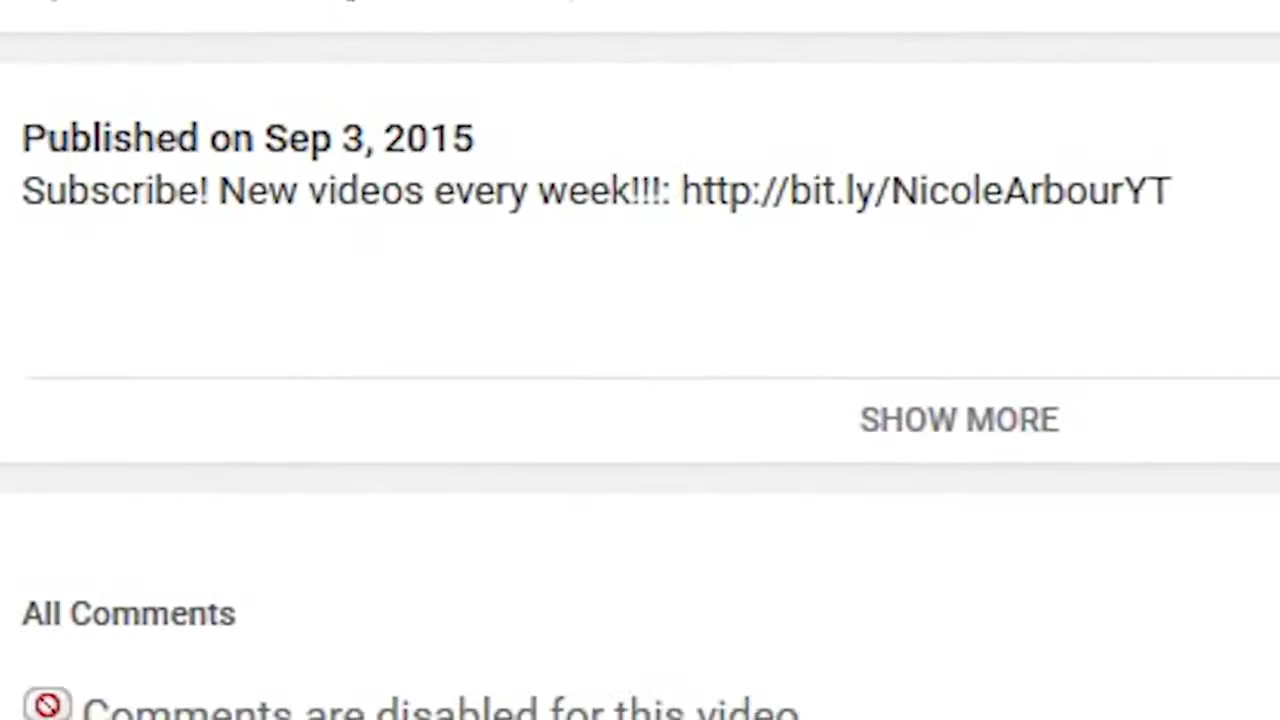 Published on Sep 3, 2015
Subscribe! New videos every week!!!: http://bit.ly/NicoleArbourYT
SHOW MORE
All Comments
Comments are disabled for this video